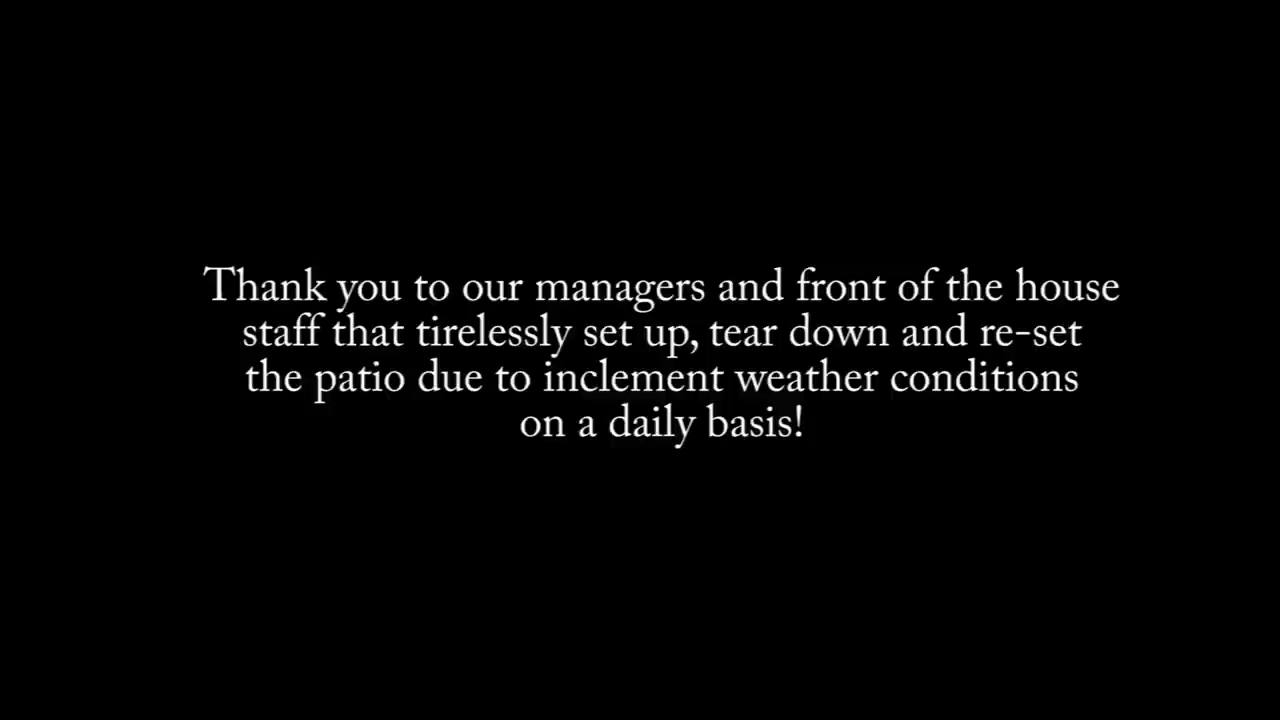 Thank you to our managers and front of the house
staff that tirelessly set up, tear down and re-set
the patio due to inclement weather conditions
on a daily basis!